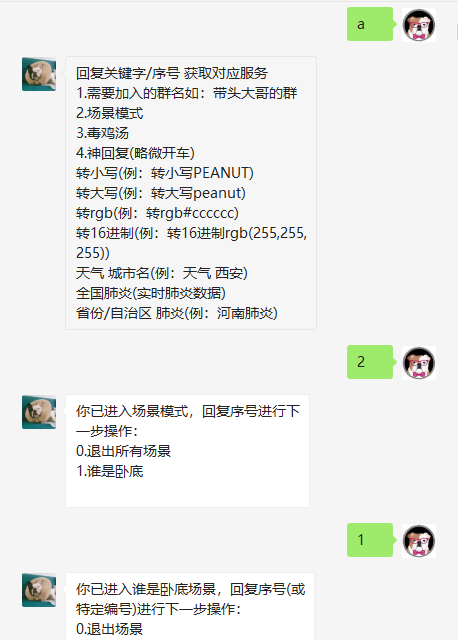 a
回复关键字/序号 获取对应服务
1.需要加入的群名如：带头大哥的群
2.场景模式
3.毒鸡汤
4.神回复(略微开车)
转小写(例：转小写PEANUT)
转大写(例：转大写peanut)
转rgb(例：转rgb#cccccc)
转16进制(例：转16进制rgb(255,255,
255))
天气 城市名(例：天气 西安)
全国肺炎(实时肺炎数据)
省份/自治区 肺炎(例：河南肺炎)
2
你已进入场景模式，回复序号进行下
一步操作：
0.退出所有场景
1.谁是卧底
1
你已进入谁是卧底场景，回复序号(或
特定编号)进行下一步操作：
0.退出场景